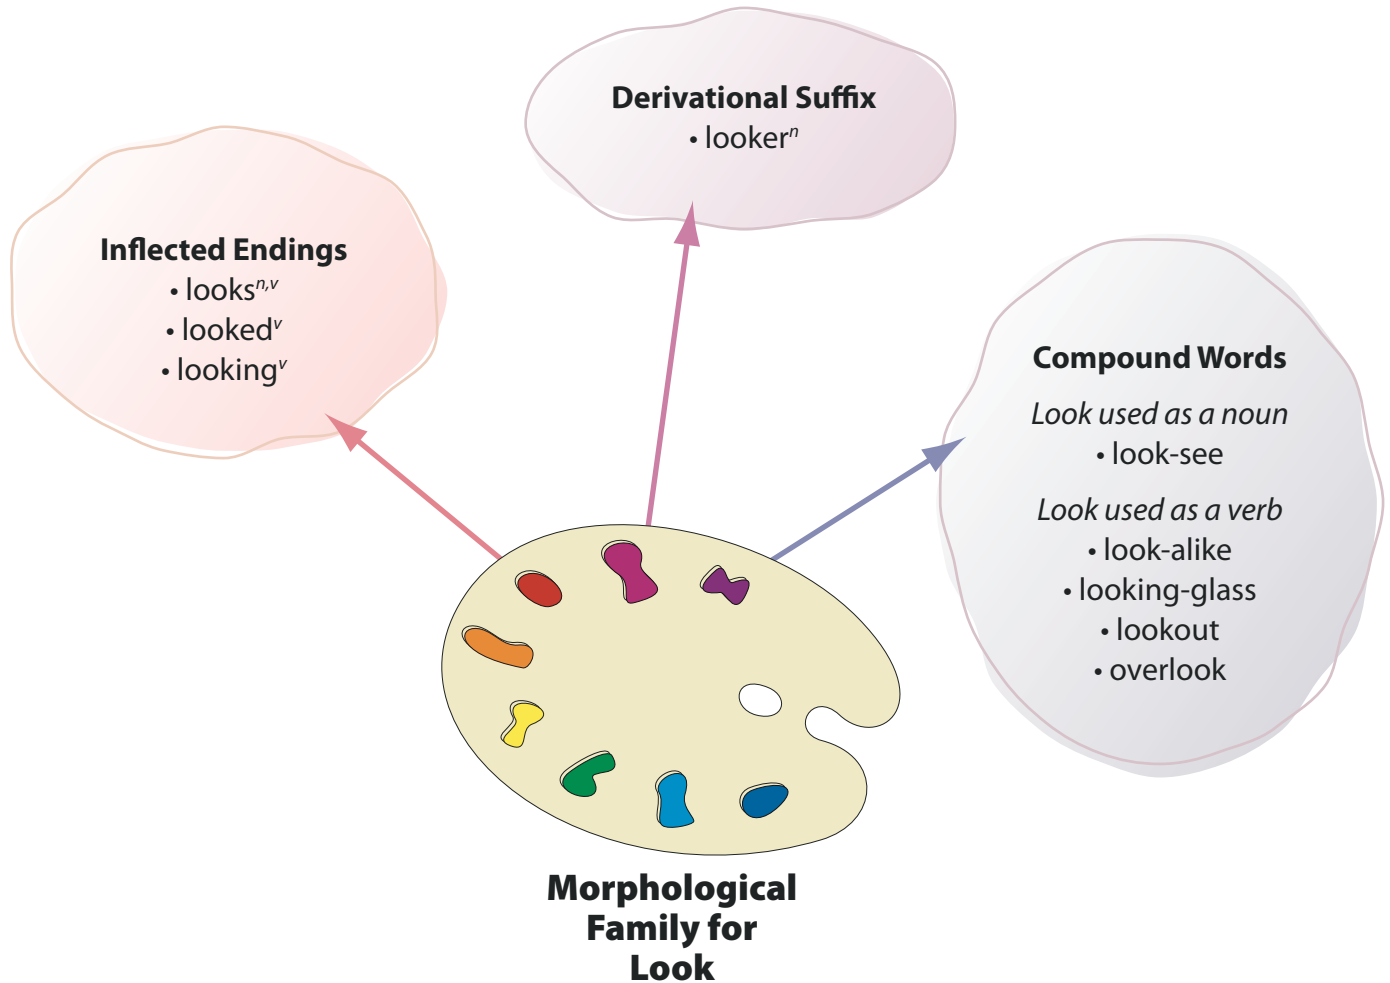 Derivational Suffix
• lookerⁿ
Inflected Endings
• looksⁿ,ᵛ
• lookedᵛ
• lookingᵛ
Compound Words
Look used as a noun
• look-see
Look used as a verb
• look-alike
• looking-glass
• lookout
• overlook
Morphological
Family for
Look